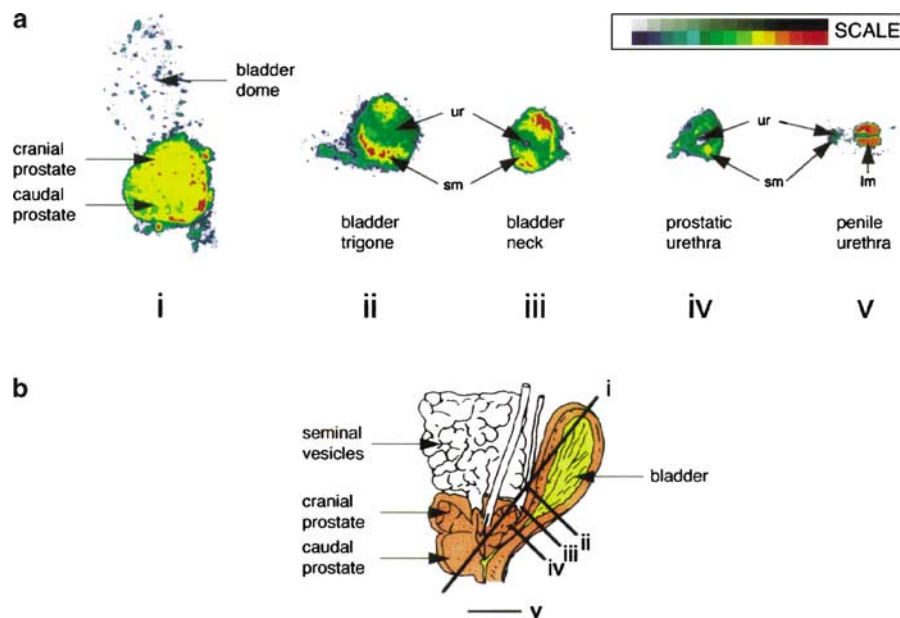 a
SCALE
bladder
dome
cranial
prostate
caudal
prostate
ur
sm
bladder
trigone
bladder
neck
ur
sm
lm
prostatic
urethra
penile
urethra
i
ii
iii
iv
v
b
i
seminal
vesicles
bladder
cranial
prostate
caudal
prostate
ii
iii
iv
v